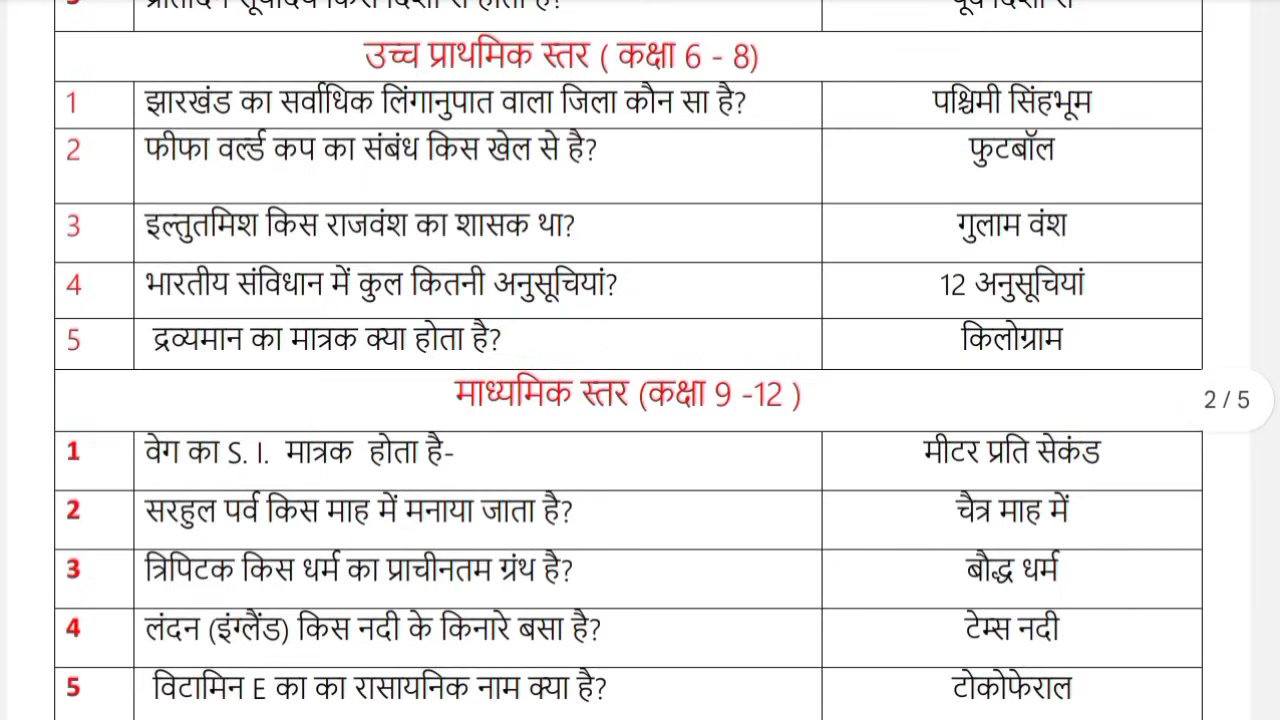 उच्च प्राथमिक स्तर ( कक्षा 6 - 8)
1 झारखंड का सर्वाधिक लिंगानुपात वाला जिला कौन सा है? पश्चिमी सिंहभूम
2 फीफा वर्ल्ड कप का संबंध किस खेल से है? फुटबॉल
3 इल्तुतमिश किस राजवंश का शासक था? गुलाम वंश
4 भारतीय संविधान में कुल कितनी अनुसूचियां? 12 अनुसूचियां
5 द्रव्यमान का मात्रक क्या होता है? किलोग्राम
माध्यमिक स्तर (कक्षा 9 -12 )
2 / 5
1 वेग का S. I. मात्रक होता है- मीटर प्रति सेकंड
2 सरहुल पर्व किस माह में मनाया जाता है? चैत्र माह में
3 त्रिपिटक किस धर्म का प्राचीनतम ग्रंथ है? बौद्ध धर्म
4 लंदन (इंग्लैंड) किस नदी के किनारे बसा है? टेम्स नदी
5 विटामिन E का का रासायनिक नाम क्या है? टोकोफेराल